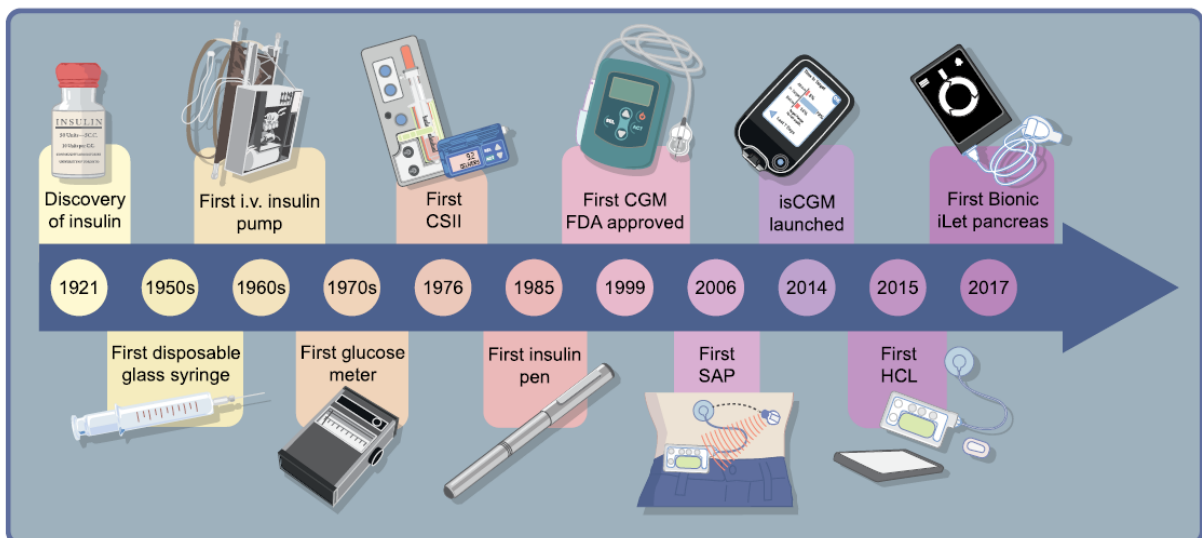 INSULIN
Discovery
of insulin
First i.v. insulin
pump
First
CSII
First CGM
FDA approved
isCGM
launched
First Bionic
iLet pancreas
1921
1950s
1960s
1970s
1976
1985
1999
2006
2014
2015
2017
First disposable
glass syringe
First glucose
meter
First insulin
pen
First
SAP
First
HCL